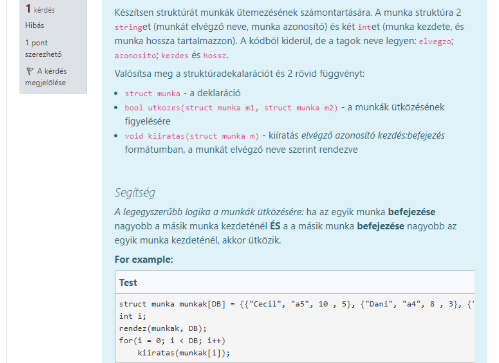 1 kérdés
Hibás
1 pont
szerezhető
A kérdés
megjelölése
Készítsen struktúrát munkák ütemezésének számontartására. A munka struktúra 2
stringet (munkát elvégző neve, munka azonosító) és két intet (munka kezdete, és
munka hossza tartalmazzon). A kódból kiderül, de a tagok neve legyen: elvegzo;
azonosito; kezdes és hossz.
Valósítsa meg a struktúradekalarációt és 2 rövid függvényt:
struct munka - a deklaráció
bool utkozes(struct munka m1, struct munka m2) - a munkák ütközésének
figyelésére
void kiiratas(struct munka m) - kiíratás elvégző azonosító kezdés:befejezés
formátumban, a munkát elvégző neve szerint rendezve
Segítség
A legegyszerűbb logika a munkák ütközésére: ha az egyik munka befejezése
nagyobb a másik munka kezdeténél ÉS a a másik munka befejezése nagyobb az
egyik munka kezdeténél, akkor ütközik.
For example:
Test
struct munka munkak[DB] = {{"Cecil", "a5", 10 , 5}, {"Dani", "a4", 8 , 3}, {"
int i;
rendez(munkak, DB);
for(i = 0; i < DB; i++)
kiiratas(munkak[i]);